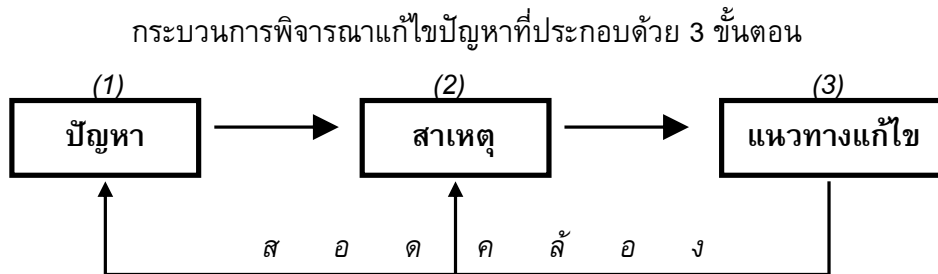 กระบวนการพิจารณาแก้ไขปัญหาที่ประกอบด้วย 3 ขั้นตอน
(1) (2) (3)
ปัญหา สาเหตุ แนวทางแก้ไข
ส อ ด ค ล้ อ ง